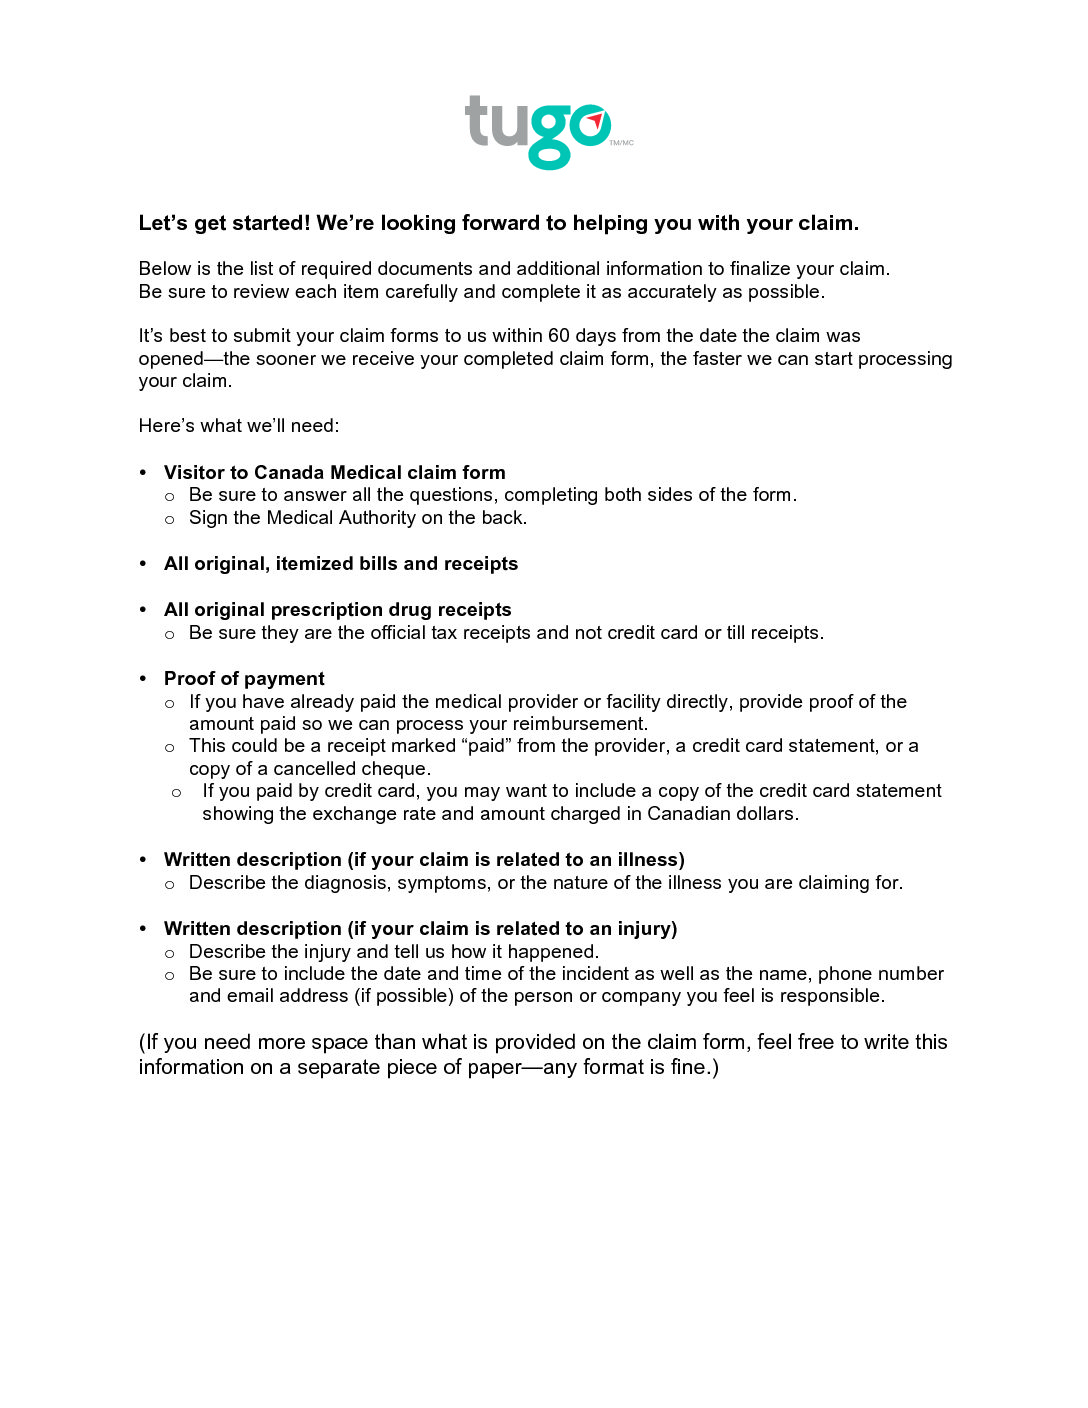 tugo TM/MC
Let’s get started! We’re looking forward to helping you with your claim.
Below is the list of required documents and additional information to finalize your claim.
Be sure to review each item carefully and complete it as accurately as possible.
It’s best to submit your claim forms to us within 60 days from the date the claim was
opened—the sooner we receive your completed claim form, the faster we can start processing
your claim.
Here’s what we’ll need:
• Visitor to Canada Medical claim form
o Be sure to answer all the questions, completing both sides of the form.
o Sign the Medical Authority on the back.
• All original, itemized bills and receipts
• All original prescription drug receipts
o Be sure they are the official tax receipts and not credit card or till receipts.
• Proof of payment
o If you have already paid the medical provider or facility directly, provide proof of the
amount paid so we can process your reimbursement.
o This could be a receipt marked “paid” from the provider, a credit card statement, or a
copy of a cancelled cheque.
o If you paid by credit card, you may want to include a copy of the credit card statement
showing the exchange rate and amount charged in Canadian dollars.
• Written description (if your claim is related to an illness)
o Describe the diagnosis, symptoms, or the nature of the illness you are claiming for.
• Written description (if your claim is related to an injury)
o Describe the injury and tell us how it happened.
o Be sure to include the date and time of the incident as well as the name, phone number
and email address (if possible) of the person or company you feel is responsible.
(If you need more space than what is provided on the claim form, feel free to write this
information on a separate piece of paper—any format is fine.)